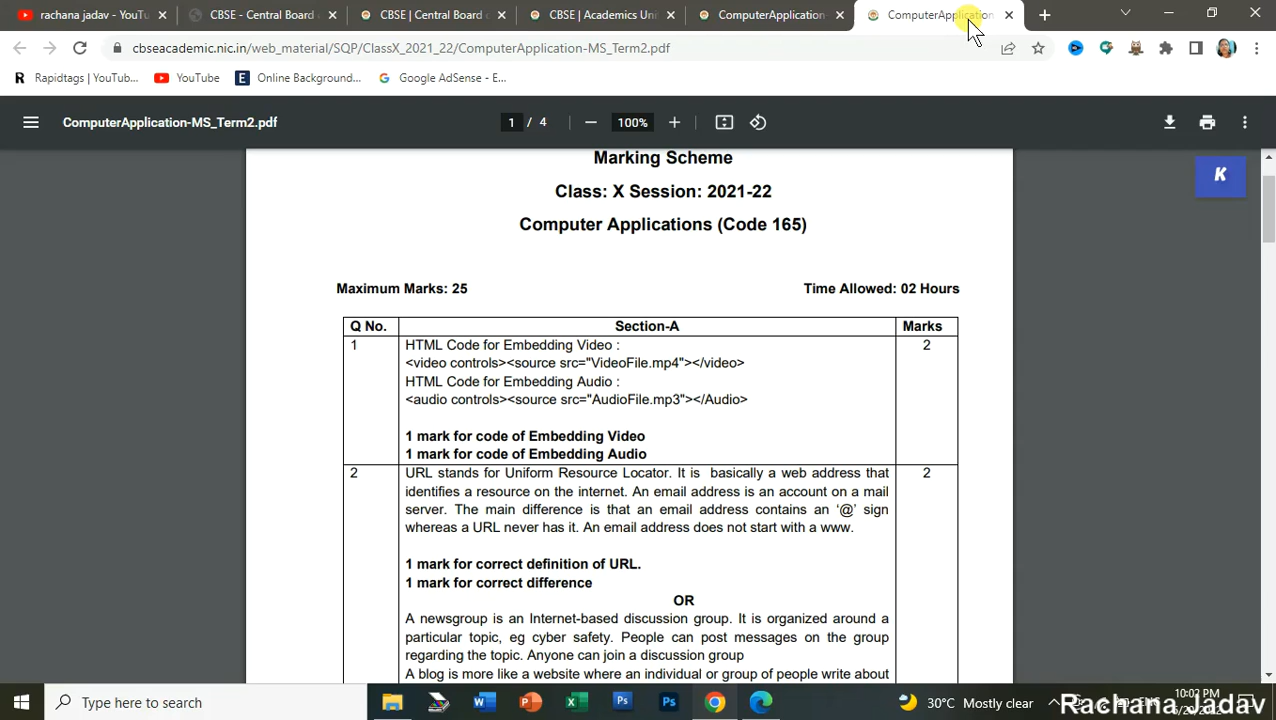 rachana jadav - YouTu
CBSE - Central Board
CBSE | Central Board o
CBSE | Academics Uni
ComputerApplication-
ComputerApplication
cbseacademic.nic.in/web_material/SQP/ClassX_2021_22/ComputerApplication-MS_Term2.pdf
Rapidtags | YouTub...
YouTube
Online Background...
Google AdSense - E...
ComputerApplication-MS_Term2.pdf
1 / 4
100%
K
Marking Scheme
Class: X Session: 2021-22
Computer Applications (Code 165)
Maximum Marks: 25 Time Allowed: 02 Hours
Q No. Section-A Marks
1 HTML Code for Embedding Video : 2
<video controls><source src="VideoFile.mp4"></video>
HTML Code for Embedding Audio :
<audio controls><source src="AudioFile.mp3"></Audio>
1 mark for code of Embedding Video
1 mark for code of Embedding Audio
2 URL stands for Uniform Resource Locator. It is basically a web address that 2
identifies a resource on the internet. An email address is an account on a mail
server. The main difference is that an email address contains an ‘@’ sign
whereas a URL never has it. An email address does not start with a www.
1 mark for correct definition of URL.
1 mark for correct difference
OR
A newsgroup is an Internet-based discussion group. It is organized around a
particular topic, eg cyber safety. People can post messages on the group
regarding the topic. Anyone can join a discussion group
A blog is more like a website where an individual or group of people write about
Type here to search
30°C Mostly clear
10:02 PM
Rachana Jadav